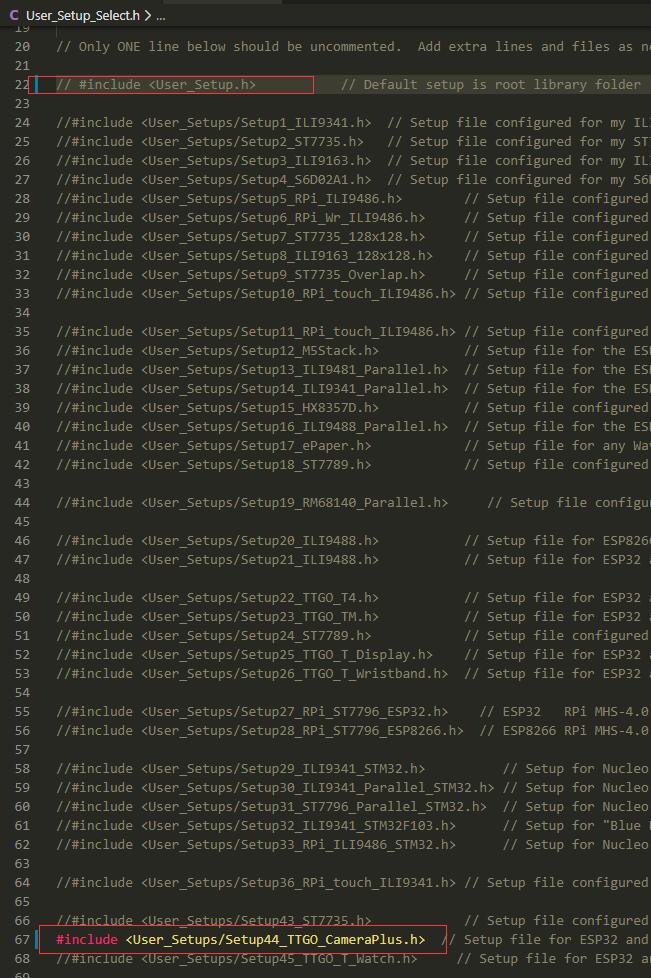 C User_Setup_Select.h > ...
19
20 // Only ONE line below should be uncommented. Add extra lines and files as
21
22 // #include <User_Setup.h> // Default setup is root library folder
23
24 //#include <User_Setups/Setup1_ILI9341.h> // Setup file configured for my
25 //#include <User_Setups/Setup2_ST7735.h> // Setup file configured for my
26 //#include <User_Setups/Setup3_ILI9163.h> // Setup file configured for my
27 //#include <User_Setups/Setup4_S6D02A1.h> // Setup file configured for my
28 //#include <User_Setups/Setup5_RPi_ILI9486.h> // Setup file configured
29 //#include <User_Setups/Setup6_RPi_Wr_ILI9486.h> // Setup file configured
30 //#include <User_Setups/Setup7_ST7735_128x128.h> // Setup file configured
31 //#include <User_Setups/Setup8_ILI9163_128x128.h> // Setup file configured
32 //#include <User_Setups/Setup9_ST7735_Overlap.h> // Setup file configured
33 //#include <User_Setups/Setup10_RPi_touch_ILI9486.h> // Setup file configured
34
35 //#include <User_Setups/Setup11_RPi_touch_ILI9486.h> // Setup file configured
36 //#include <User_Setups/Setup12_M5Stack.h> // Setup file for the
37 //#include <User_Setups/Setup13_ILI9481_Parallel.h> // Setup file for the
38 //#include <User_Setups/Setup14_ILI9341_Parallel.h> // Setup file for the
39 //#include <User_Setups/Setup15_HX8357D.h> // Setup file configured
40 //#include <User_Setups/Setup16_ILI9488_Parallel.h> // Setup file for the
41 //#include <User_Setups/Setup17_ePaper.h> // Setup file for any
42 //#include <User_Setups/Setup18_ST7789.h> // Setup file configured
43
44 //#include <User_Setups/Setup19_RM68140_Parallel.h> // Setup file
45
46 //#include <User_Setups/Setup20_ILI9488.h> // Setup file for
47 //#include <User_Setups/Setup21_ILI9488.h> // Setup file for ESP32
48
49 //#include <User_Setups/Setup22_TTGO_T4.h> // Setup file for ESP32
50 //#include <User_Setups/Setup23_TTGO_TM.h> // Setup file for ESP32
51 //#include <User_Setups/Setup24_ST7789.h> // Setup file configured
52 //#include <User_Setups/Setup25_TTGO_T_Display.h> // Setup file for ESP32
53 //#include <User_Setups/Setup26_TTGO_T_Wristband.h> // Setup file for ESP32
54
55 //#include <User_Setups/Setup27_RPi_ST7796_ESP32.h> // ESP32 RPi MHS-4.0
56 //#include <User_Setups/Setup28_RPi_ST7796_ESP8266.h> // ESP8266 RPi MHS-4.0
57
58 //#include <User_Setups/Setup29_ILI9341_STM32.h> // Setup for Nucleo
59 //#include <User_Setups/Setup30_ILI9341_Parallel_STM32.h> // Setup for Nucleo
60 //#include <User_Setups/Setup31_ST7796_Parallel_STM32.h> // Setup for Nucleo
61 //#include <User_Setups/Setup32_ILI9341_STM32F103.h> // Setup for "Blue
62 //#include <User_Setups/Setup33_RPi_ILI9486_STM32.h> // Setup for Nucleo
63
64 //#include <User_Setups/Setup36_RPi_touch_ILI9341.h> // Setup file configured
65
66 //#include <User_Setups/Setup43_ST7735.h> // Setup file configured
67 #include <User_Setups/Setup44_TTGO_CameraPlus.h> // Setup file for ESP32 and
68 //#include <User_Setups/Setup45_TTGO_T_Watch.h> // Setup file for ESP32
69